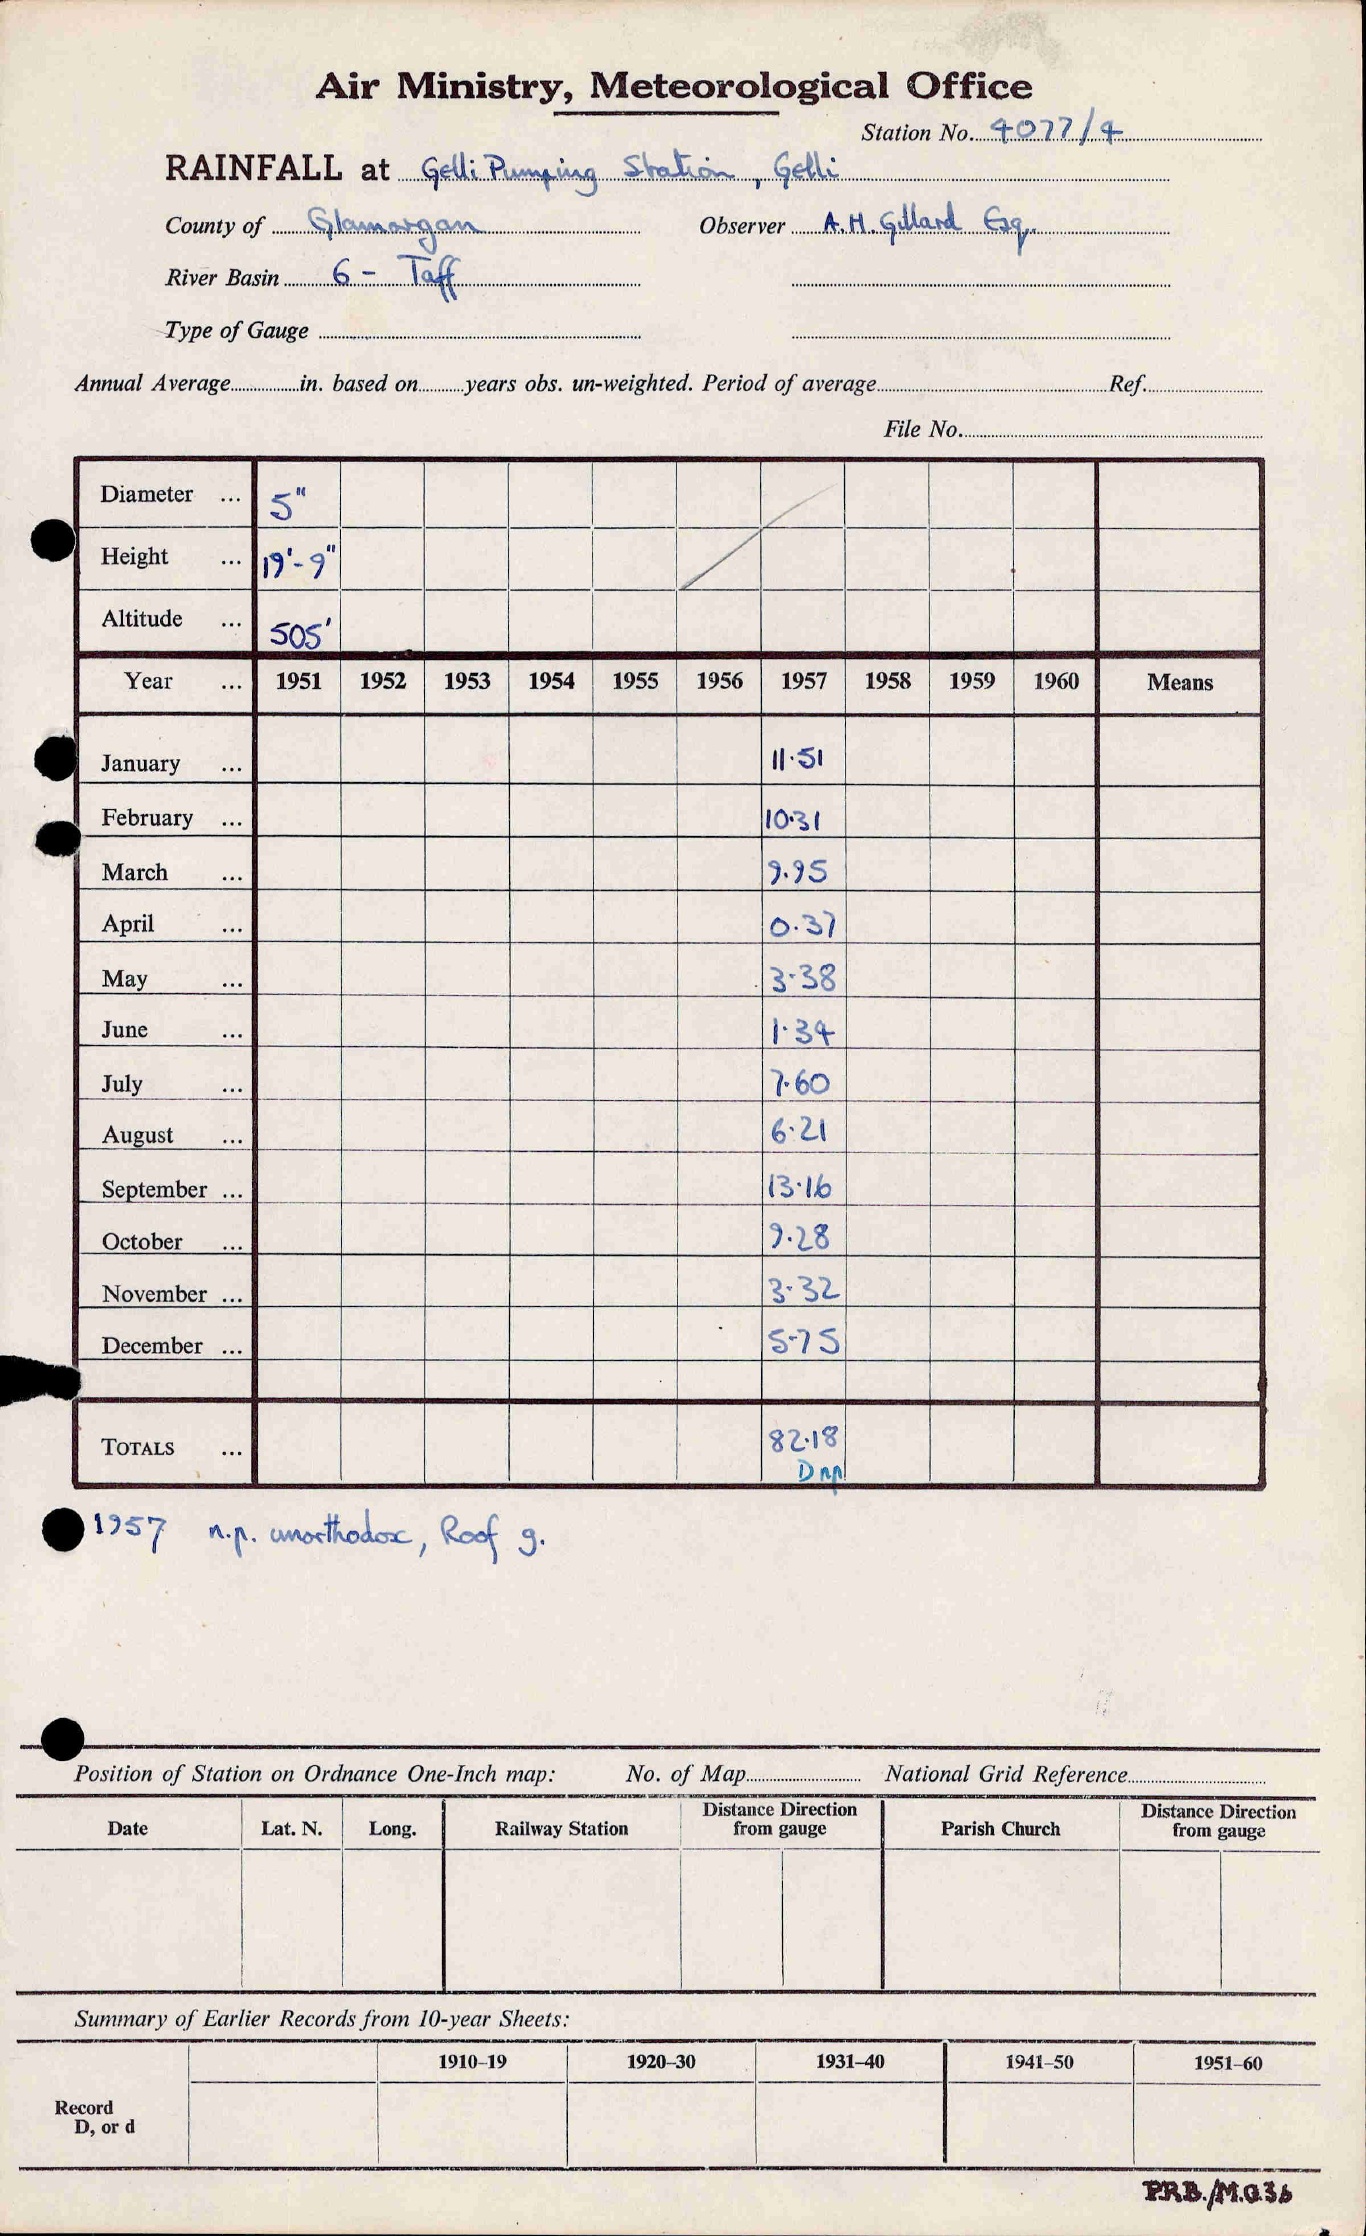 Air Ministry, Meteorological Office
Station No. 4077/4
RAINFALL at Gelli Pumping Station, Gelli
County of Glamorgan Observer A.H. Gillard Esq.
River Basin 6 - Taff
Type of Gauge
Annual Average in. based on years obs. un-weighted. Period of average Ref.
File No.
Diameter ... 5"
Height ... 19'-9"
Altitude ... 505'
Year ... 1951 1952 1953 1954 1955 1956 1957 1958 1959 1960 Means
January ... 11.51
February ... 10.31
March ... 9.95
April ... 0.37
May ... 3.38
June ... 1.34
July ... 7.60
August ... 6.21
September ... 13.16
October ... 9.28
November ... 3.32
December ... 5.75
TOTALS ... 82.18
D np
1957 n.p. unorthodox, Roof g.
Position of Station on Ordnance One-Inch map: No. of Map National Grid Reference
Date Lat. N. Long. Railway Station Distance Direction from gauge Parish Church Distance Direction from gauge
Summary of Earlier Records from 10-year Sheets:
1910–19 1920–30 1931–40 1941–50 1951–60
Record
D, or d
P.R.B./M.O.36